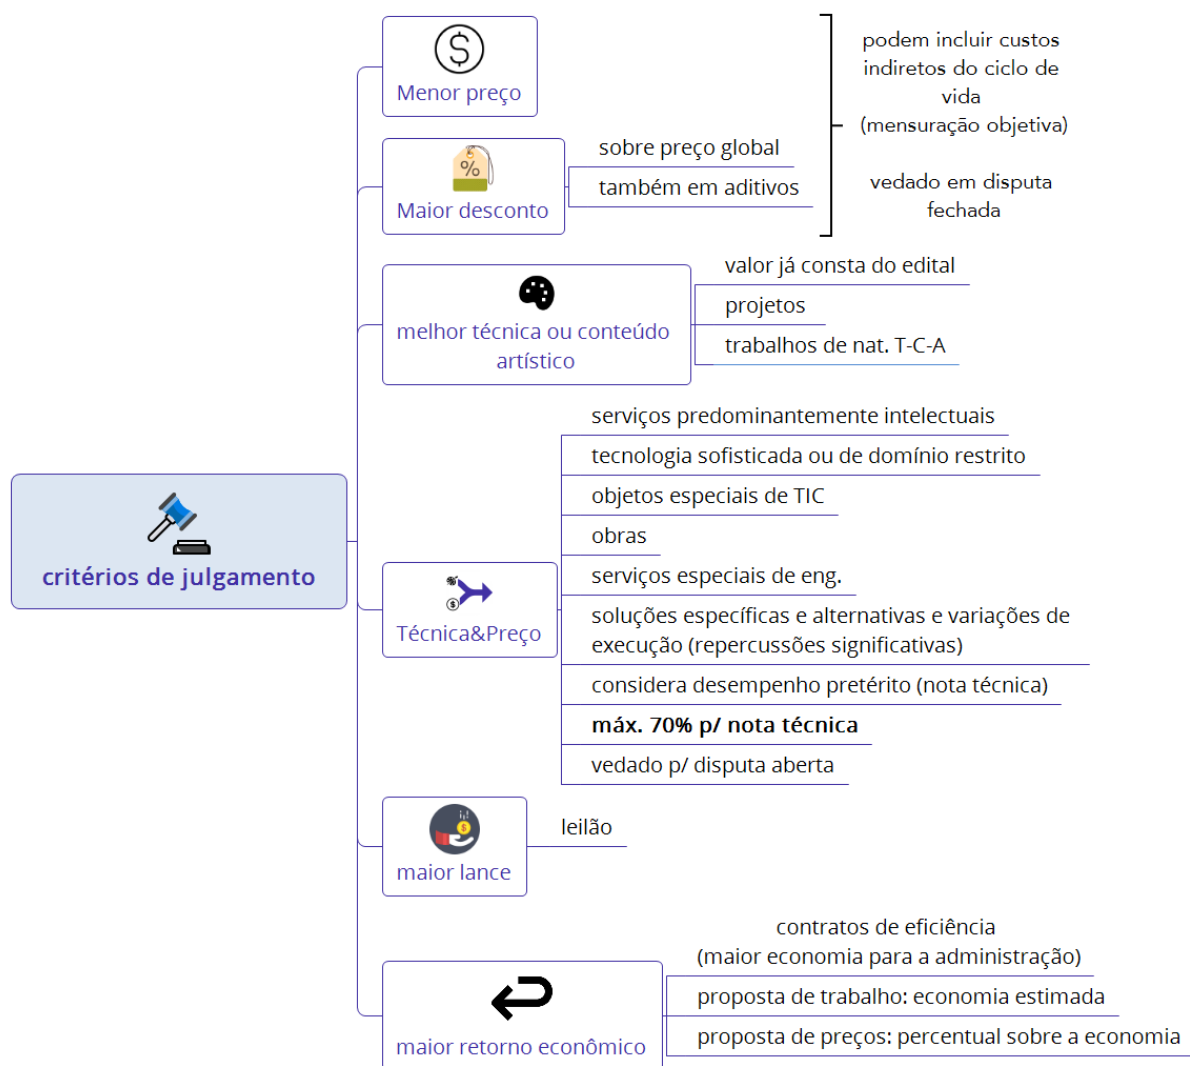 critérios de julgamento
Menor preço
Maior desconto
sobre preço global
também em aditivos
podem incluir custos
indiretos do ciclo de
vida
(mensuração objetiva)
vedado em disputa
fechada
melhor técnica ou conteúdo
artístico
valor já consta do edital
projetos
trabalhos de nat. T-C-A
Técnica&Preço
serviços predominantemente intelectuais
tecnologia sofisticada ou de domínio restrito
objetos especiais de TIC
obras
serviços especiais de eng.
soluções específicas e alternativas e variações de
execução (repercussões significativas)
considera desempenho pretérito (nota técnica)
máx. 70% p/ nota técnica
vedado p/ disputa aberta
maior lance
leilão
maior retorno econômico
contratos de eficiência
(maior economia para a administração)
proposta de trabalho: economia estimada
proposta de preços: percentual sobre a economia